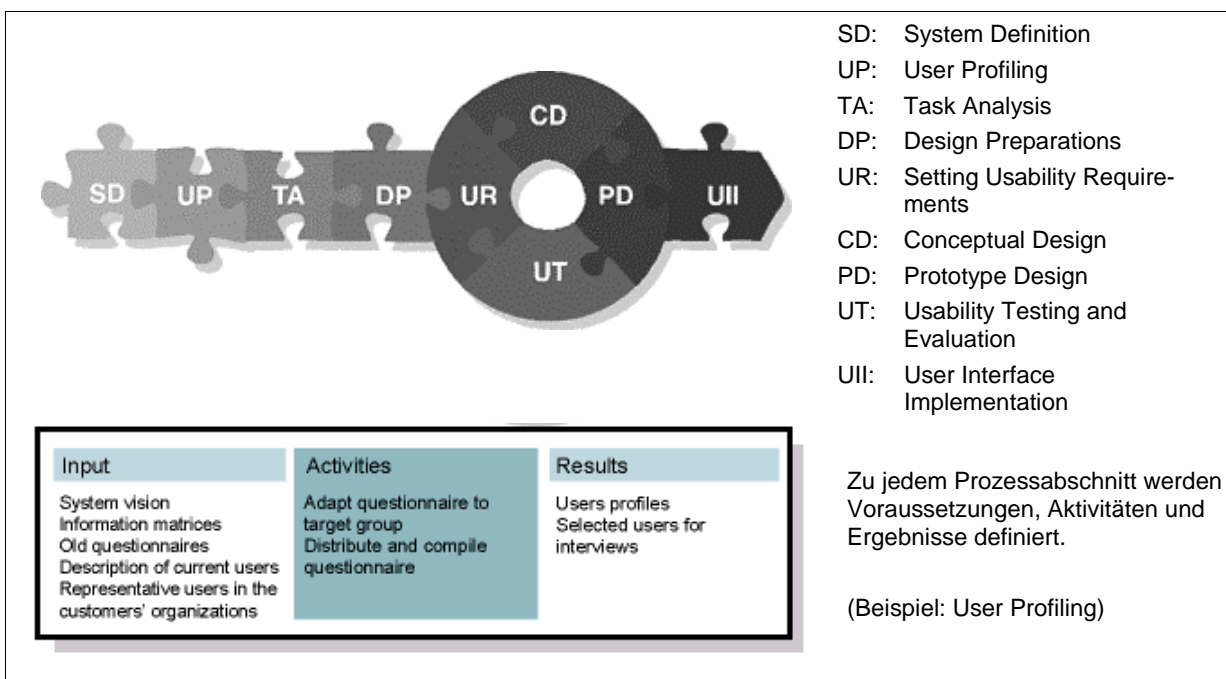 CD
SD UP TA DP UR PD UII
UT
SD: System Definition
UP: User Profiling
TA: Task Analysis
DP: Design Preparations
UR: Setting Usability Require-
ments
CD: Conceptual Design
PD: Prototype Design
UT: Usability Testing and
Evaluation
UII: User Interface
Implementation
Input
System vision
Information matrices
Old questionnaires
Description of current users
Representative users in the
customers' organizations
Activities
Adapt questionnaire to
target group
Distribute and compile
questionnaire
Results
Users profiles
Selected users for
interviews
Zu jedem Prozessabschnitt werden
Voraussetzungen, Aktivitäten und
Ergebnisse definiert.
(Beispiel: User Profiling)